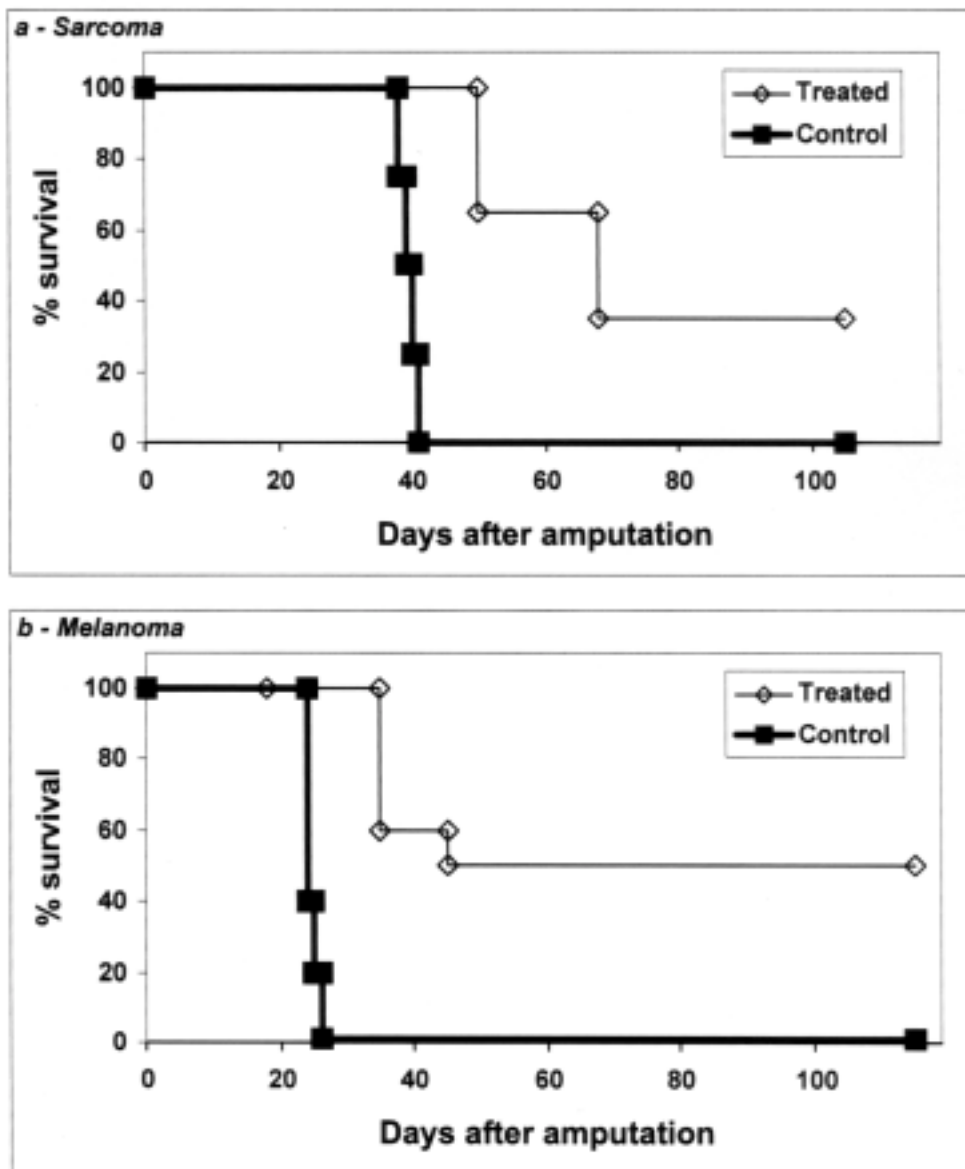 a - Sarcoma
Treated
Control
% survival
100
80
60
40
20
0
0 20 40 60 80 100
Days after amputation
b - Melanoma
Treated
Control
% survival
100
80
60
40
20
0
0 20 40 60 80 100
Days after amputation